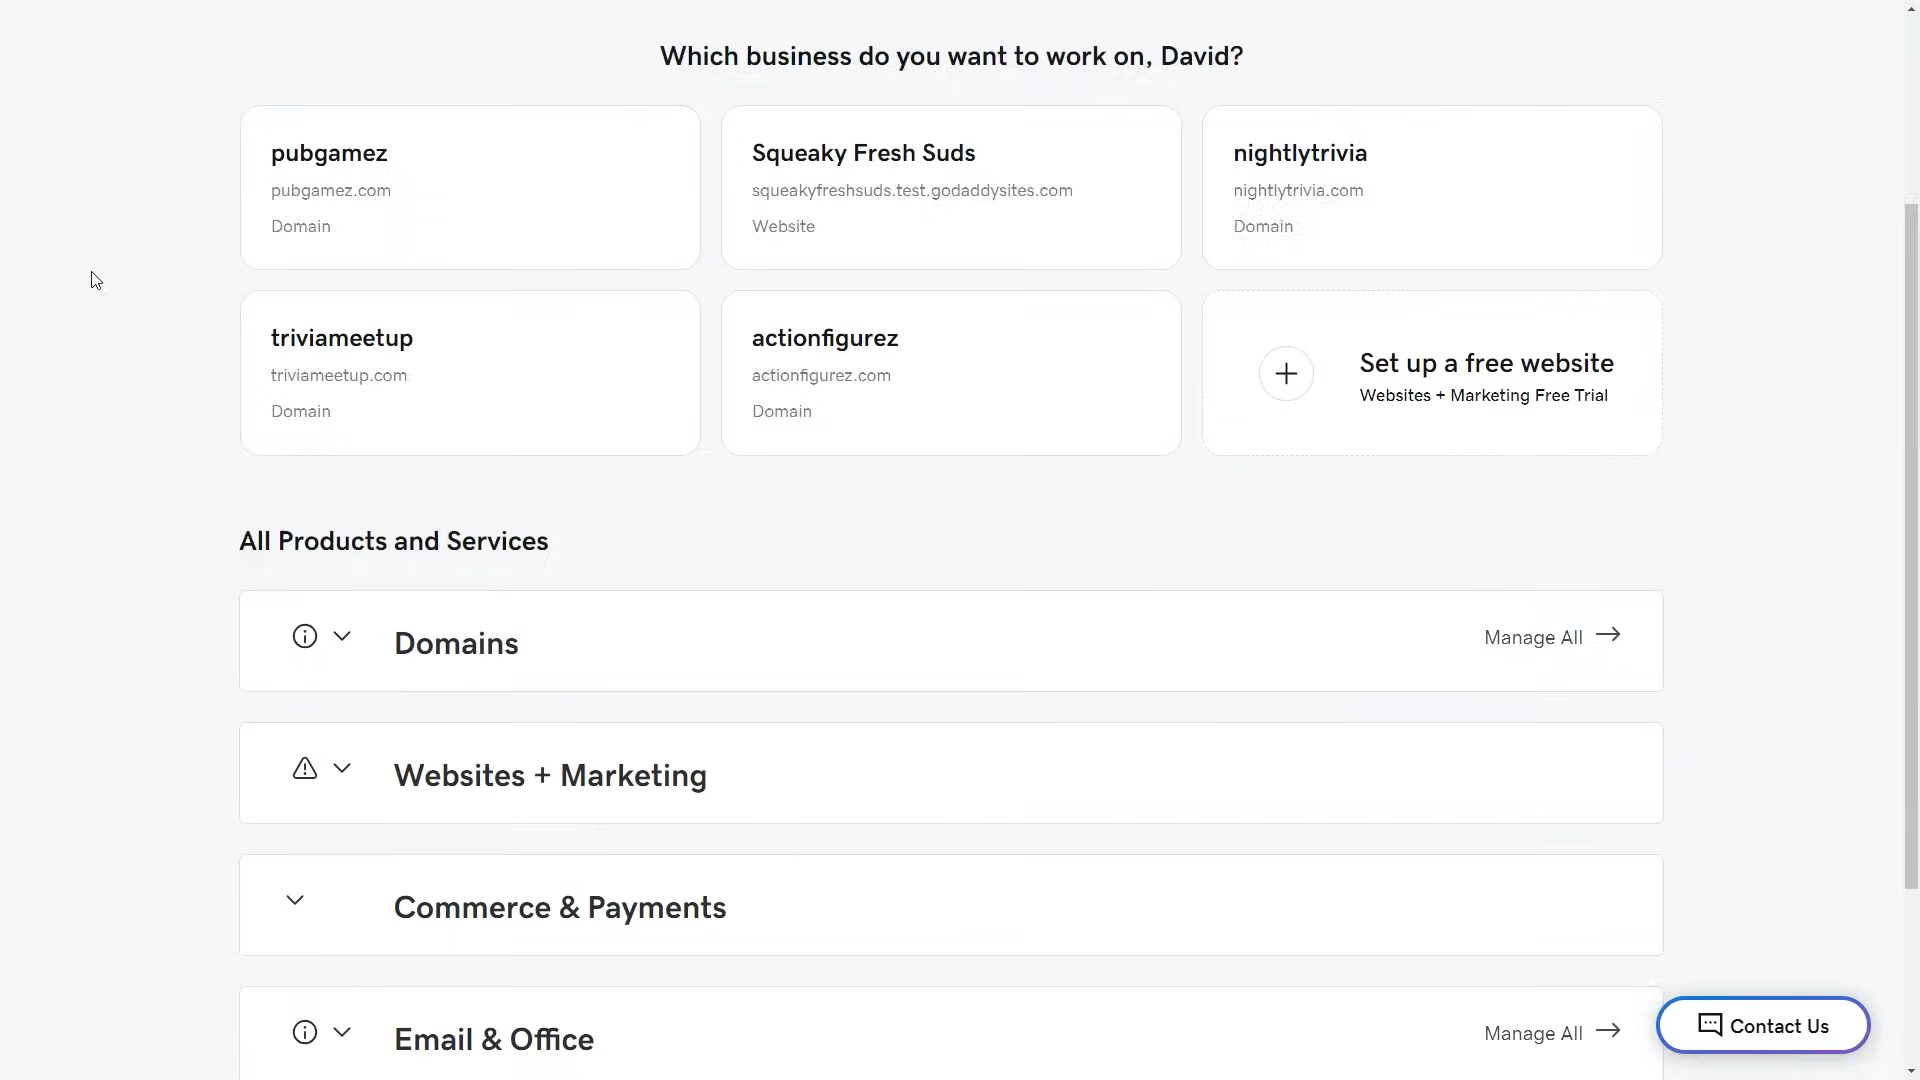 Which business do you want to work on, David?
pubgamez
pubgamez.com
Domain
Squeaky Fresh Suds
squeakyfreshsuds.test.godaddysites.com
Website
nightlytrivia
nightlytrivia.com
Domain
triviameetup
triviameetup.com
Domain
actionfigurez
actionfigurez.com
Domain
Set up a free website
Websites + Marketing Free Trial
All Products and Services
Domains
Manage All
Websites + Marketing
Commerce & Payments
Email & Office
Manage All
Contact Us